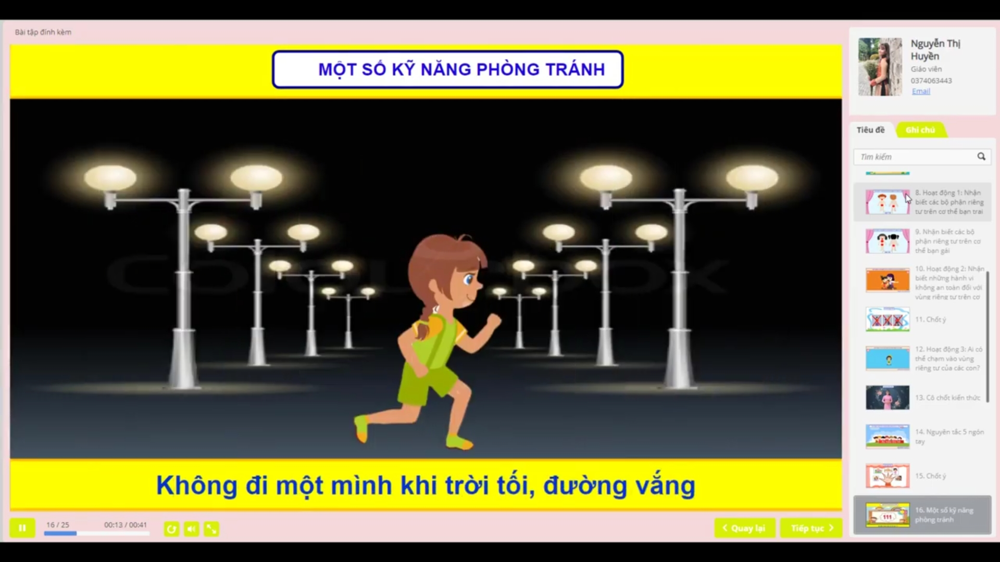 Bài tập đính kèm
MỘT SỐ KỸ NĂNG PHÒNG TRÁNH
Không đi một mình khi trời tối, đường vắng
16 / 25
00:13 / 00:41
Quay lại
Tiếp tục
Nguyễn Thị
Huyền
Giáo viên
0374063443
Email
Tiêu đề
Ghi chú
Tìm kiếm
8. Hoạt động 1: Nhận
biết các bộ phận riêng
tư trên cơ thể bạn trai
9. Nhận biết các bộ
phận riêng tư trên cơ
thể bạn gái
10. Hoạt động 2: Nhận
biết những hành vi
không an toàn đối với
vùng riêng tư trên cơ
11. Chốt ý
12. Hoạt động 3: Ai có
thể chạm vào vùng
riêng tư của các con?
13. Cô chốt kiến thức
14. Nguyên tắc 5 ngón
tay
15. Chốt ý
111
16. Một số kỹ năng
phòng tránh